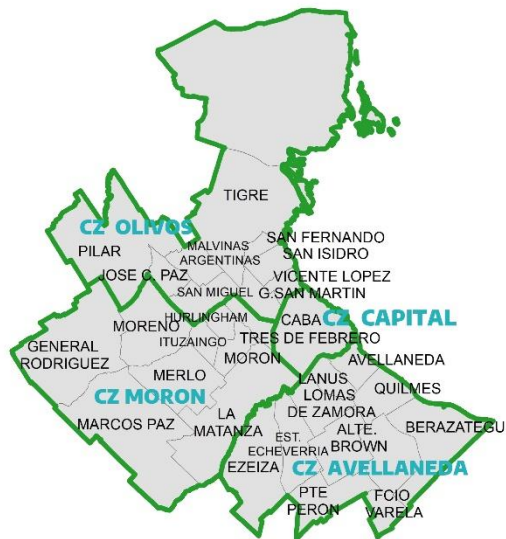 TIGRE
CZ OLIVOS
PILAR
MALVINAS
ARGENTINAS
SAN FERNANDO
SAN ISIDRO
JOSE C. PAZ
VICENTE LOPEZ
SAN MIGUEL
G.SAN MARTIN
HURLINGHAM
MORENO
CABA
CZ CAPITAL
ITUZAINGO
TRES DE FEBRERO
GENERAL
RODRIGUEZ
MORON
AVELLANEDA
MERLO
LANUS
QUILMES
CZ MORON
LOMAS
DE ZAMORA
MARCOS PAZ
LA
MATANZA
ALTE.
BROWN
BERAZATEGU
EST.
ECHEVERRIA
EZEIZA
CZ AVELLANEDA
PTE
PERON
FCIO
VARELA